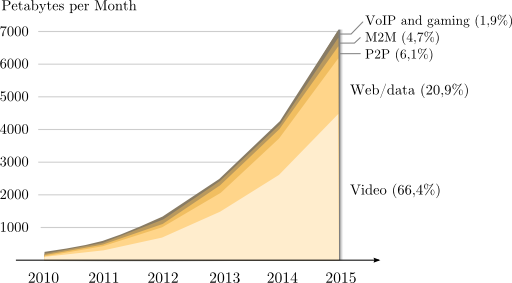 Petabytes per Month
VoIP and gaming (1,9%)
M2M (4,7%)
P2P (6,1%)
Web/data (20,9%)
Video (66,4%)
7000
6000
5000
4000
3000
2000
1000
2010 2011 2012 2013 2014 2015